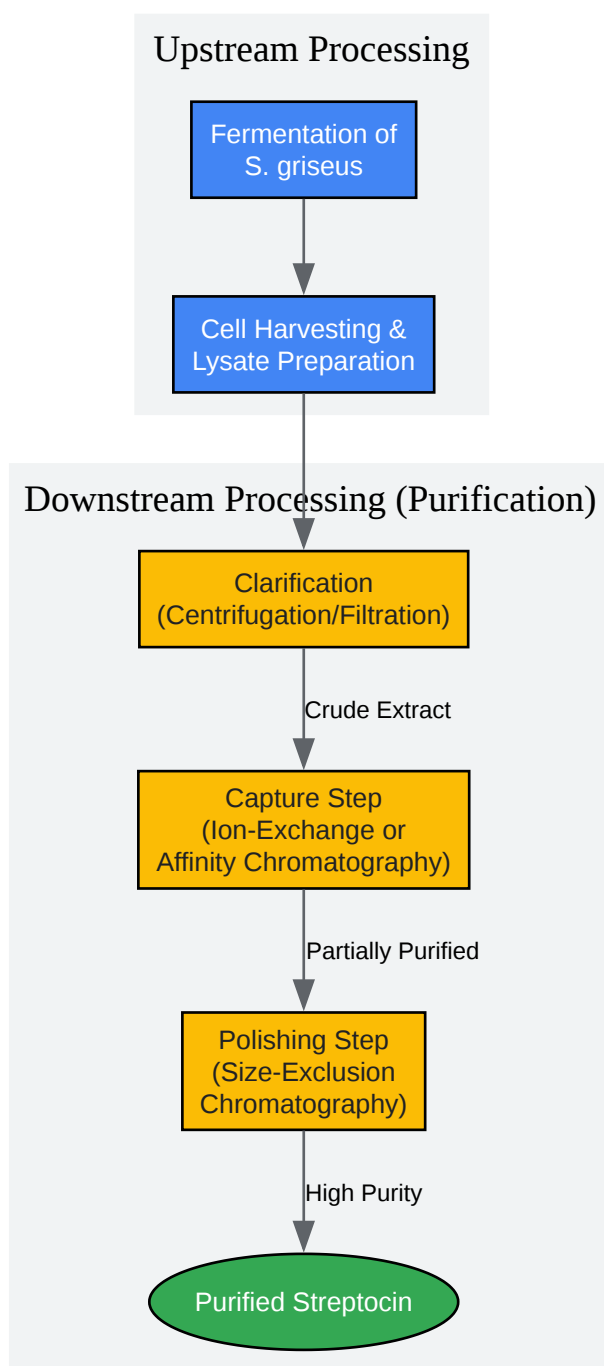 Upstream Processing
Fermentation of
S. griseus
Cell Harvesting &
Lysate Preparation
Downstream Processing (Purification)
Clarification
(Centrifugation/Filtration)
Crude Extract
Capture Step
(Ion-Exchange or
Affinity Chromatography)
Partially Purified
Polishing Step
(Size-Exclusion
Chromatography)
High Purity
Purified Streptocin